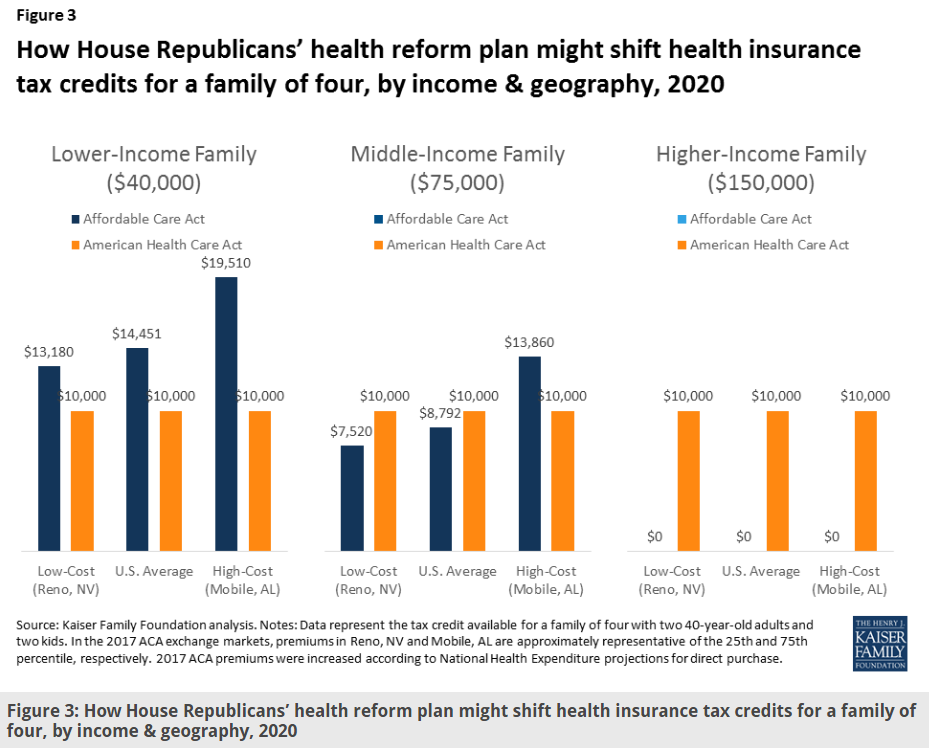 Figure 3
How House Republicans’ health reform plan might shift health insurance
tax credits for a family of four, by income & geography, 2020
Lower-Income Family
($40,000)
Affordable Care Act
American Health Care Act
$19,510
$14,451
$13,180
$10,000
$10,000
$10,000
Low-Cost
(Reno, NV)
U.S. Average
High-Cost
(Mobile, AL)
Middle-Income Family
($75,000)
Affordable Care Act
American Health Care Act
$13,860
$10,000
$10,000
$10,000
$8,792
$7,520
Low-Cost
(Reno, NV)
U.S. Average
High-Cost
(Mobile, AL)
Higher-Income Family
($150,000)
Affordable Care Act
American Health Care Act
$10,000
$10,000
$10,000
$0
$0
$0
Low-Cost
(Reno, NV)
U.S. Average
High-Cost
(Mobile, AL)
Source: Kaiser Family Foundation analysis. Notes: Data represent the tax credit available for a family of four with two 40-year-old adults and
two kids. In the 2017 ACA exchange markets, premiums in Reno, NV and Mobile, AL are approximately representative of the 25th and 75th
percentile, respectively. 2017 ACA premiums were increased according to National Health Expenditure projections for direct purchase.
THE HENRY J.
KAISER
FAMILY
FOUNDATION
Figure 3: How House Republicans’ health reform plan might shift health insurance tax credits for a family of
four, by income & geography, 2020